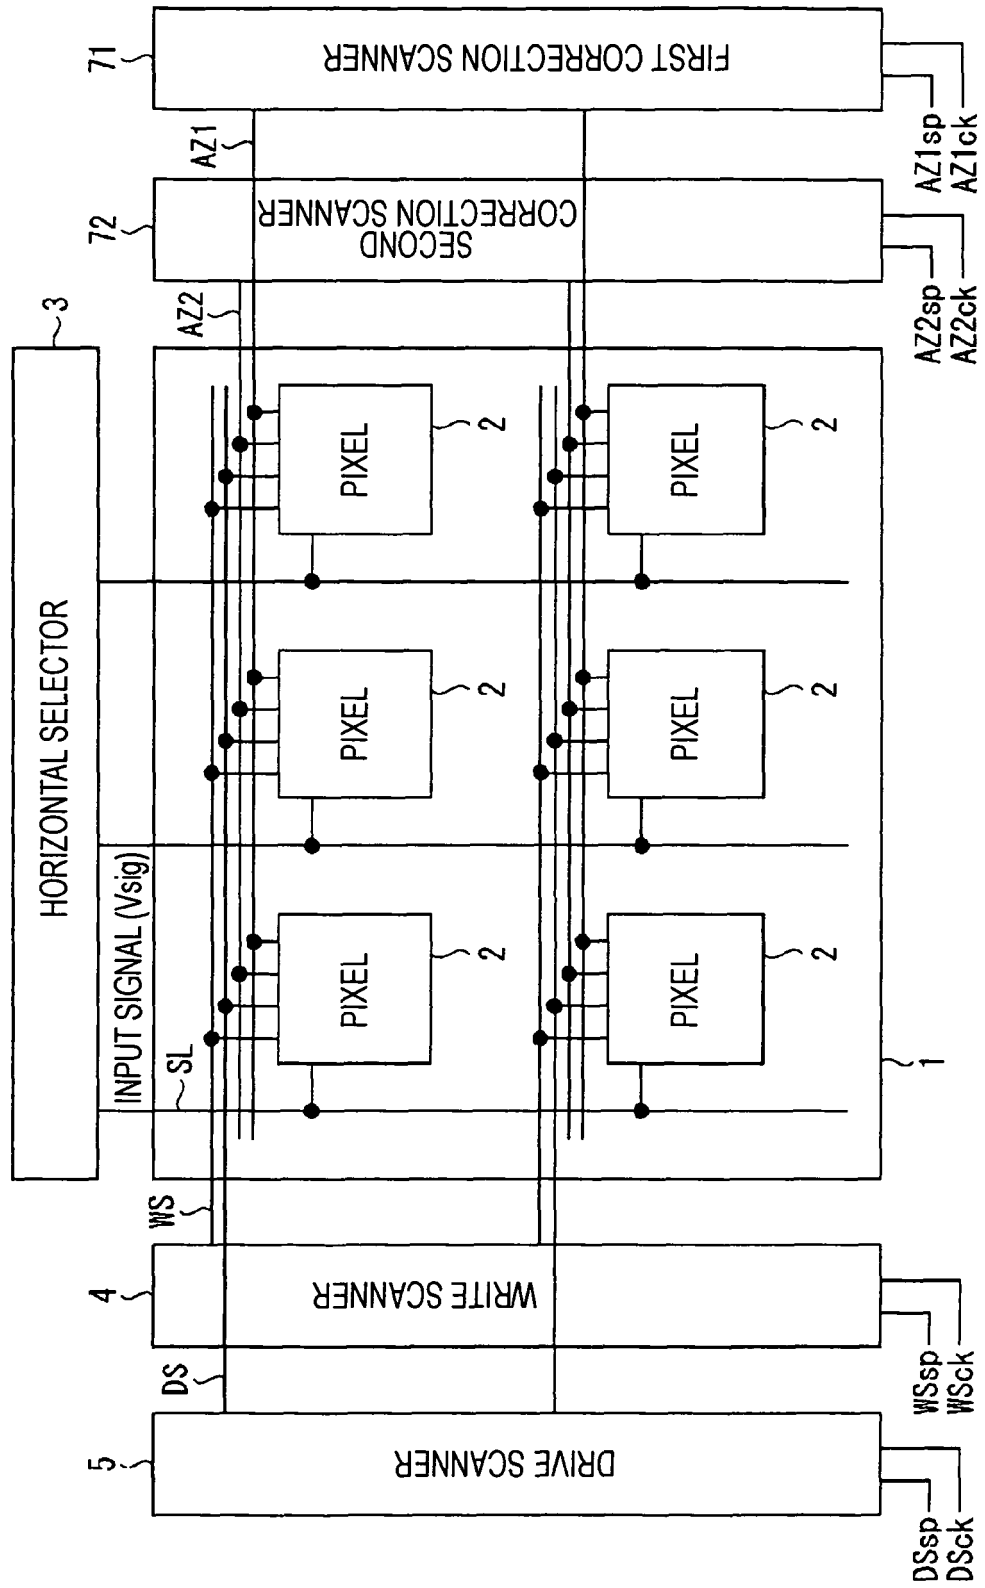 3
HORIZONTAL SELECTOR
INPUT SIGNAL (Vsig)
SL
5
DS
4
WS
AZ2
72
AZ1
71
DRIVE SCANNER
WRITE SCANNER
PIXEL
2
PIXEL
2
PIXEL
2
PIXEL
2
PIXEL
2
PIXEL
2
SECOND
CORRECTION SCANNER
FIRST CORRECTION SCANNER
1
DSsp
DSck
WSsp
WSck
AZ2sp
AZ2ck
AZ1sp
AZ1ck